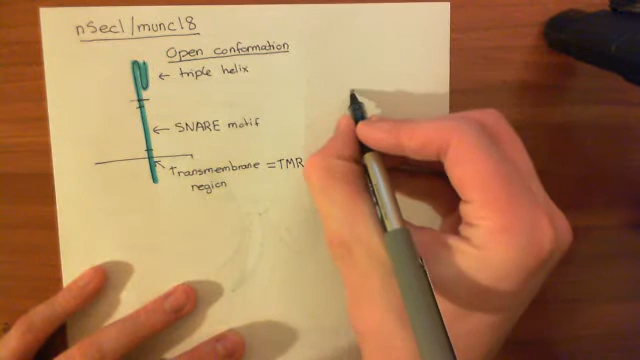 nSec1/munc18
Open conformation
← triple helix
← SNARE motif
transmembrane = TMR
region